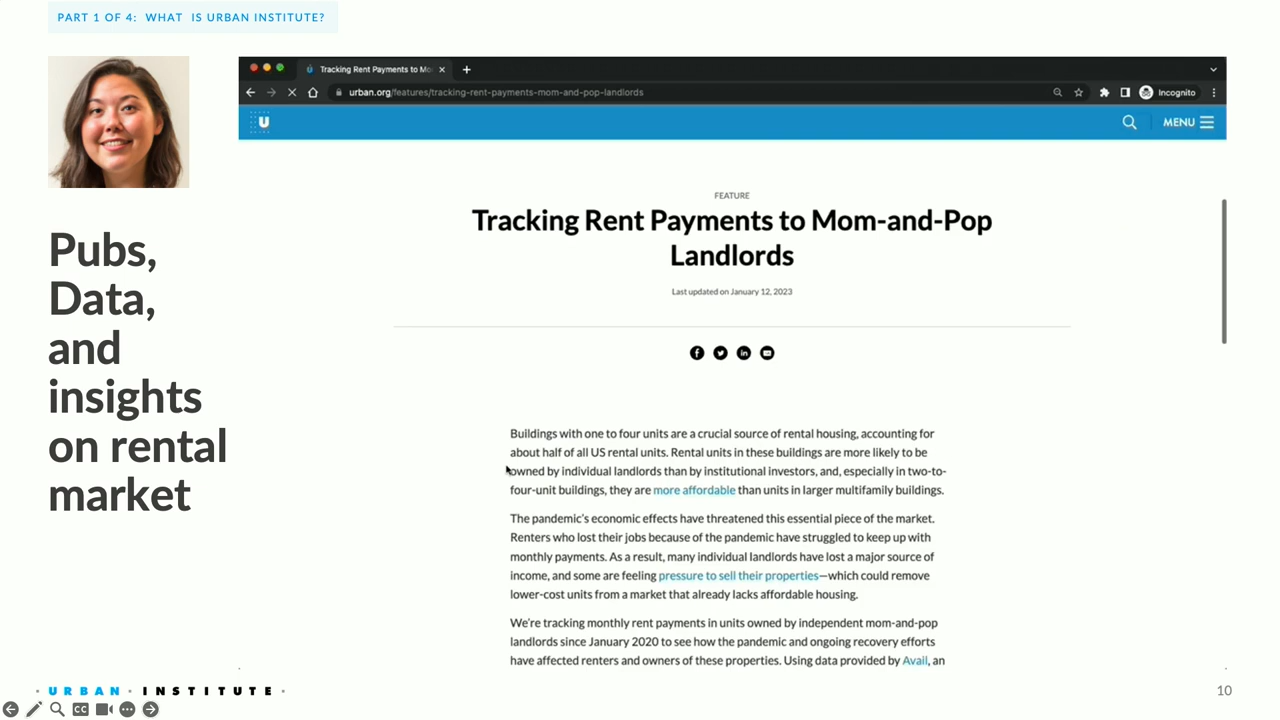 PART 1 OF 4: WHAT IS URBAN INSTITUTE?
Pubs,
Data,
and
insights
on rental
market
Tracking Rent Payments to Mo
urban.org/features/tracking-rent-payments-mom-and-pop-landlords
Incognito
U
MENU
FEATURE
Tracking Rent Payments to Mom-and-Pop
Landlords
Last updated on January 12, 2023
Buildings with one to four units are a crucial source of rental housing, accounting for
about half of all US rental units. Rental units in these buildings are more likely to be
owned by individual landlords than by institutional investors, and, especially in two-to-
four-unit buildings, they are more affordable than units in larger multifamily buildings.
The pandemic's economic effects have threatened this essential piece of the market.
Renters who lost their jobs because of the pandemic have struggled to keep up with
monthly payments. As a result, many individual landlords have lost a major source of
income, and some are feeling pressure to sell their properties—which could remove
lower-cost units from a market that already lacks affordable housing.
We're tracking monthly rent payments in units owned by independent mom-and-pop
landlords since January 2020 to see how the pandemic and ongoing recovery efforts
have affected renters and owners of these properties. Using data provided by Avail, an
· URBAN · INSTITUTE ·
10
CC